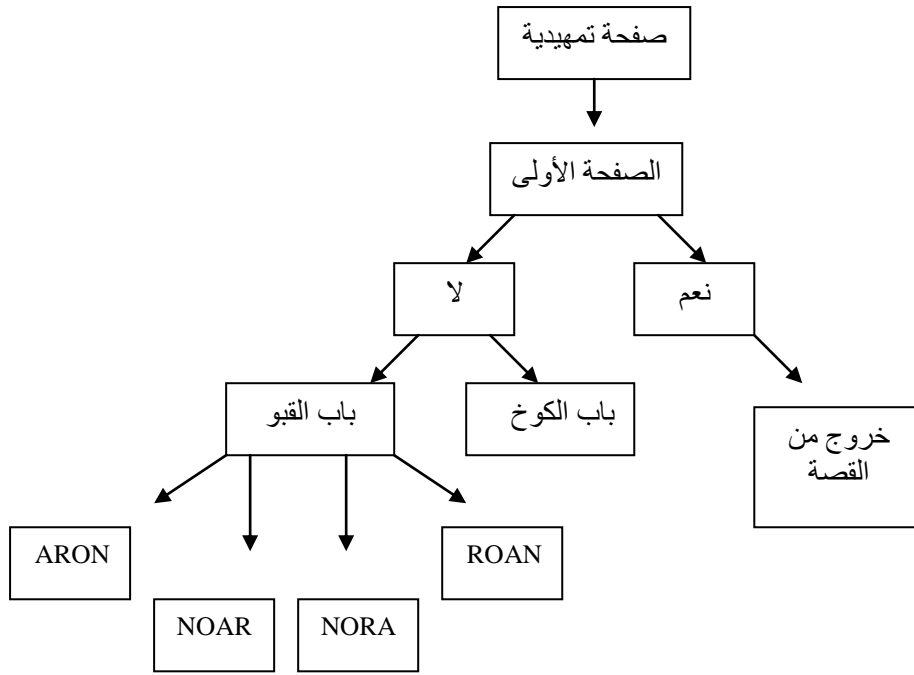 صفحة تمهيدية
الصفحة الأولى
نعم
لا
باب الكوخ
باب القبو
خروج من
القصة
ROAN
ARON
NORA
NOAR